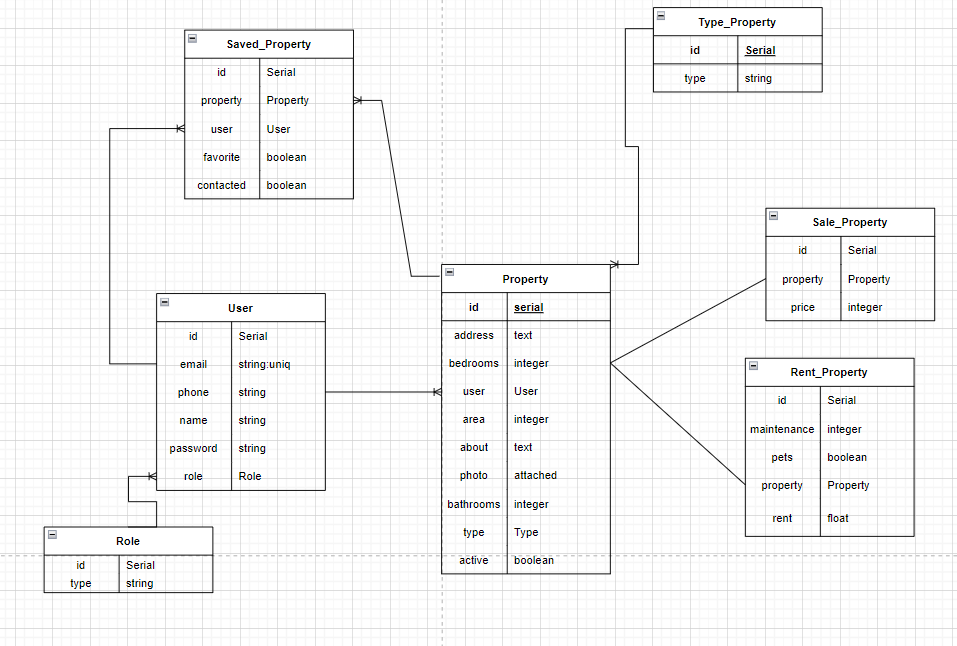 Type_Property
id Serial
type string
Saved_Property
id Serial
property Property
user User
favorite boolean
contacted boolean
Sale_Property
id Serial
property Property
price integer
Property
id serial
address text
bedrooms integer
user User
area integer
about text
photo attached
bathrooms integer
type Type
active boolean
User
id Serial
email string:uniq
phone string
name string
password string
role Role
Rent_Property
id Serial
maintenance integer
pets boolean
property Property
rent float
Role
id Serial
type string